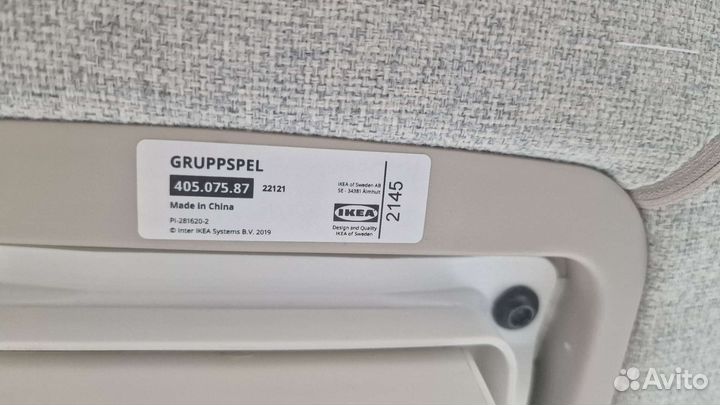 GRUPPSPEL
405.075.87 22121
Made in China
PI-281620-2
© Inter IKEA Systems B.V. 2019
IKEA of Sweden AB
SE - 34381 Älmhult
IKEA
Design and Quality
IKEA of Sweden
2145
Avito